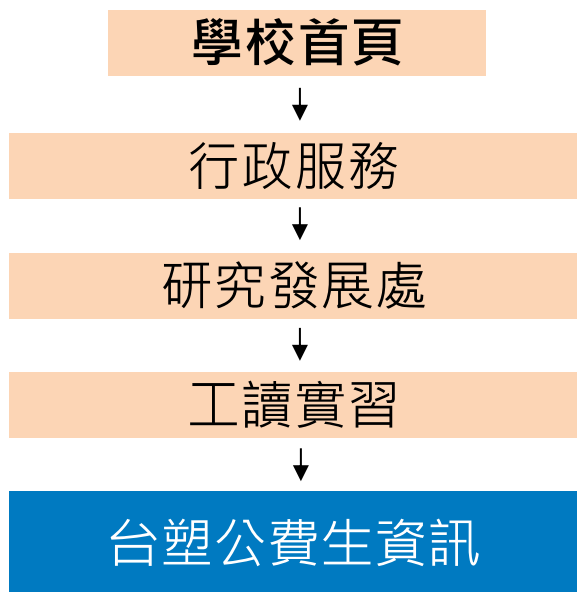 學校首頁
行政服務
研究發展處
工讀實習
台塑公費生資訊